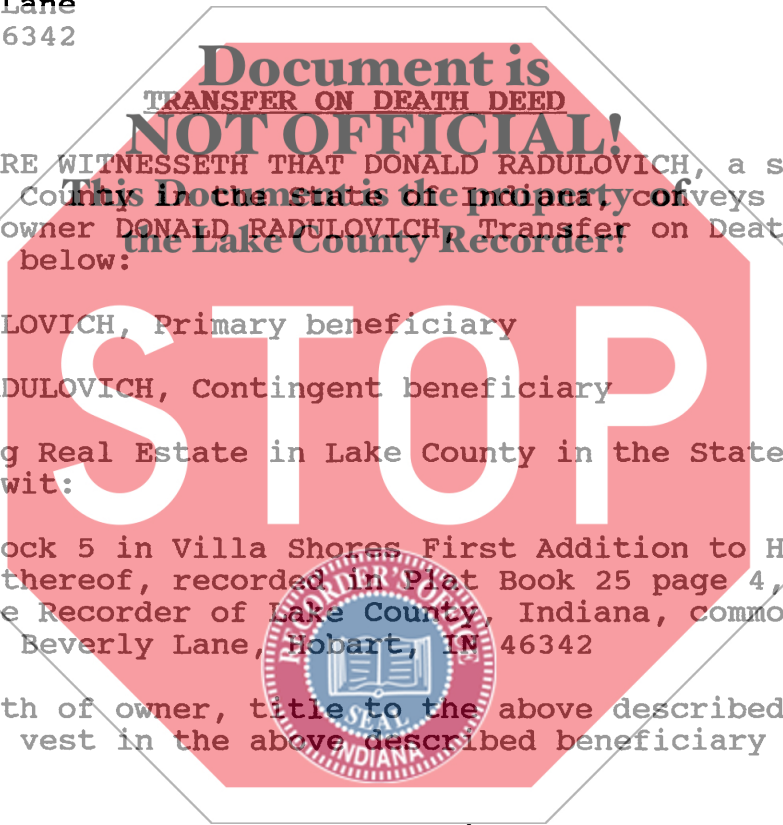 Lane
6342
Document is
TRANSFER ON DEATH DEED
NOT OFFICIAL!
RE WITNESSETH THAT DONALD RADULOVICH, a s
This Document is the property of
County in the State of Indiana, conveys
owner DONALD RADULOVICH, Transfer on Deat
the Lake County Recorder!
below:
LOVICH, Primary beneficiary
DULOVICH, Contingent beneficiary
STOP
g Real Estate in Lake County in the State
wit:
ock 5 in Villa Shores First Addition to H
thereof, recorded in Plat Book 25 page 4,
e Recorder of Lake County, Indiana, commo
Beverly Lane, Hobart, IN 46342
RECORDER'S OFFICE
SEAL
INDIANA
th of owner, title to the above described
vest in the above described beneficiary